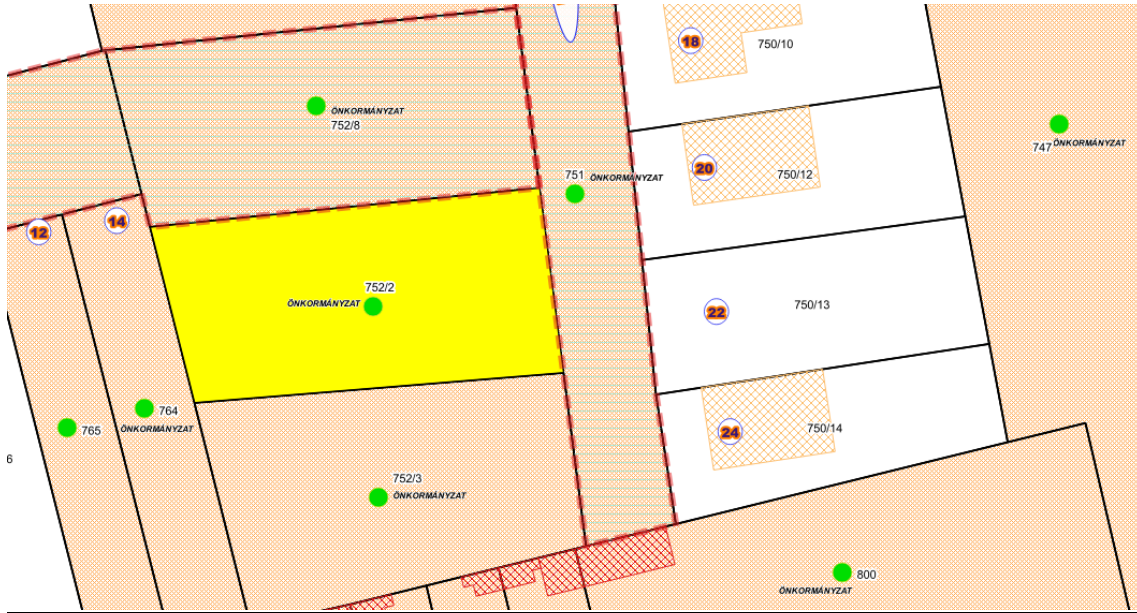 18
750/10
ÖNKORMÁNYZAT
752/8
747 ÖNKORMÁNYZAT
20
750/12
751 ÖNKORMÁNYZAT
12
14
752/2
ÖNKORMÁNYZAT
22
750/13
764
ÖNKORMÁNYZAT
765
24
750/14
6
752/3
ÖNKORMÁNYZAT
800
ÖNKORMÁNYZAT